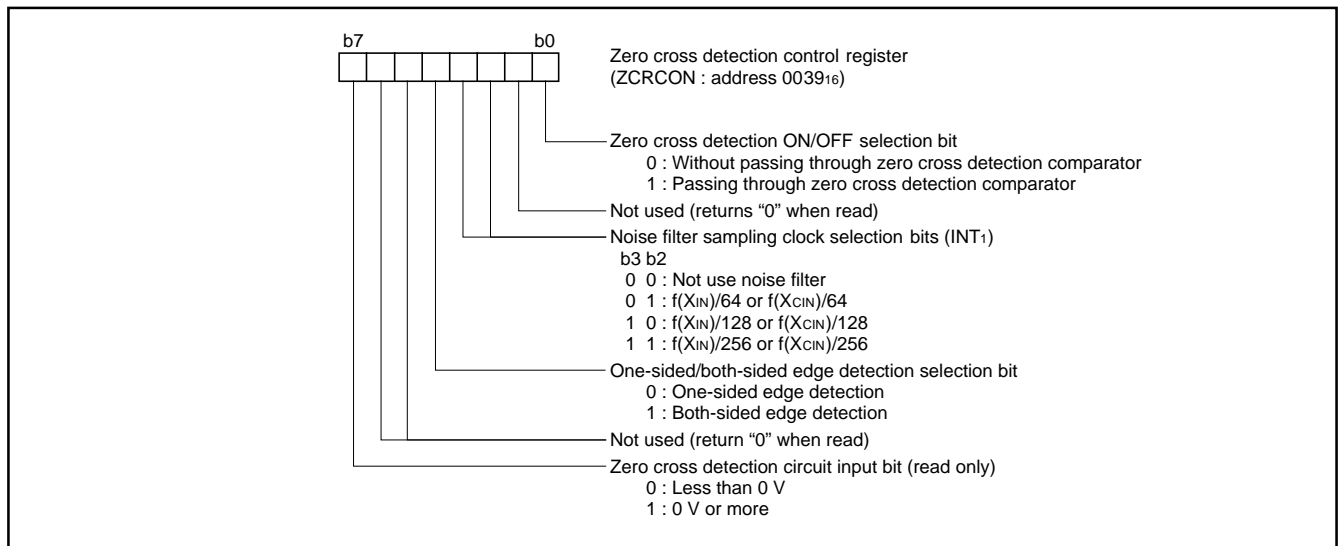 b7 b0
Zero cross detection control register
(ZCRCON : address 0039₁₆)
Zero cross detection ON/OFF selection bit
0 : Without passing through zero cross detection comparator
1 : Passing through zero cross detection comparator
Not used (returns “0” when read)
Noise filter sampling clock selection bits (INT₁)
b3 b2
0 0 : Not use noise filter
0 1 : f(XIN)/64 or f(XCIN)/64
1 0 : f(XIN)/128 or f(XCIN)/128
1 1 : f(XIN)/256 or f(XCIN)/256
One-sided/both-sided edge detection selection bit
0 : One-sided edge detection
1 : Both-sided edge detection
Not used (return “0” when read)
Zero cross detection circuit input bit (read only)
0 : Less than 0 V
1 : 0 V or more